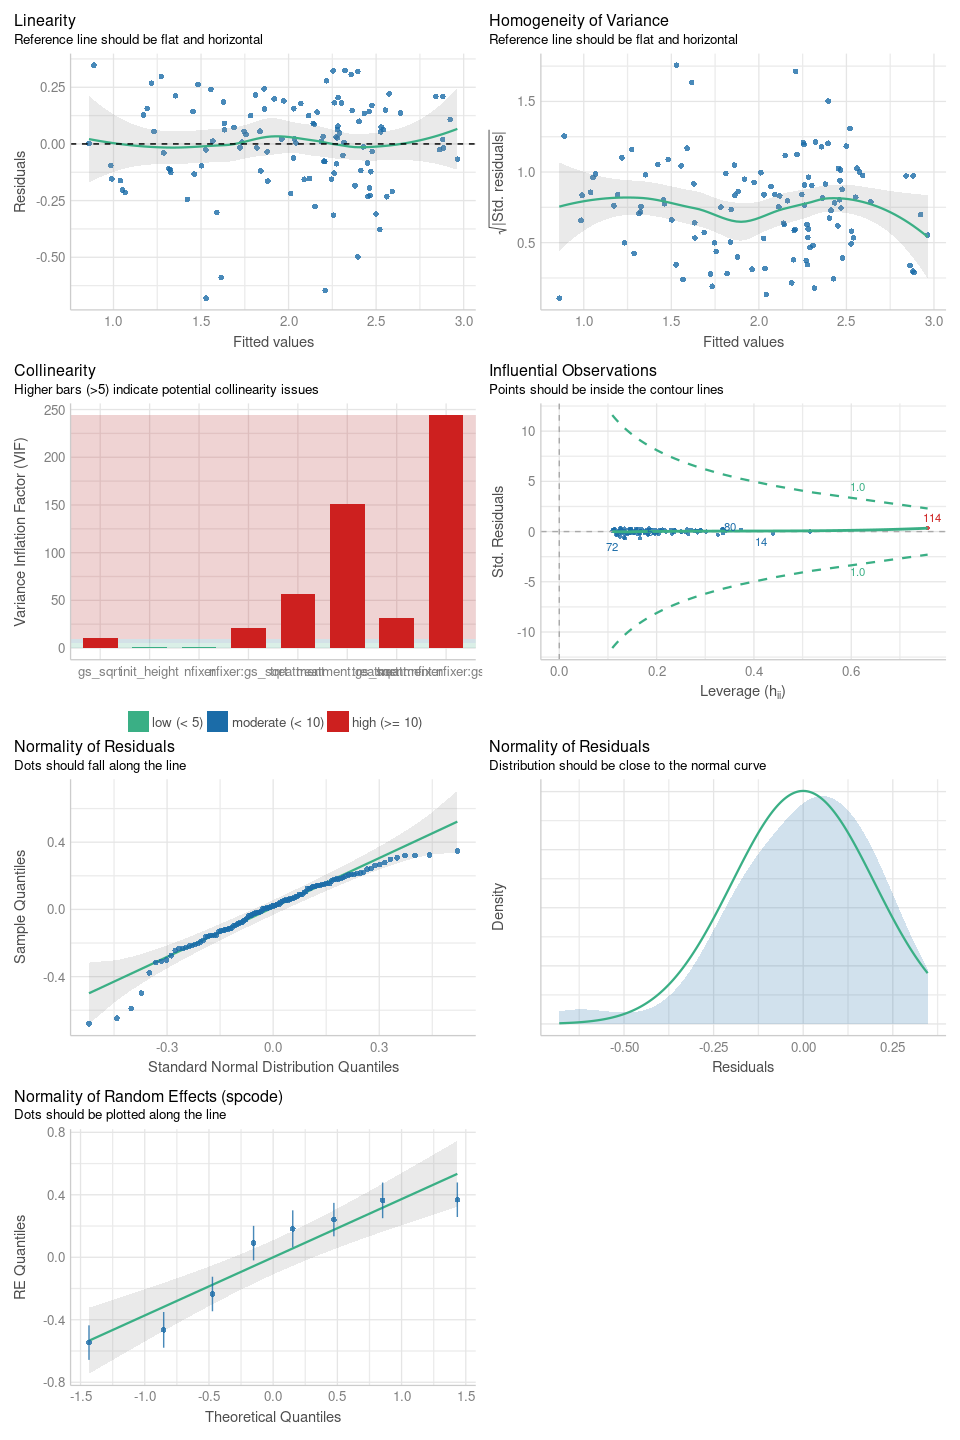 Linearity
Reference line should be flat and horizontal
Residuals
0.25
0.00
-0.25
-0.50
1.0 1.5 2.0 2.5 3.0
Fitted values
Homogeneity of Variance
Reference line should be flat and horizontal
√|Std. residuals|
1.5
1.0
0.5
1.0 1.5 2.0 2.5 3.0
Fitted values
Collinearity
Higher bars (>5) indicate potential collinearity issues
Variance Inflation Factor (VIF)
250
200
150
100
50
0
gs_sqrt init_height nfixer nfixer:gs_sqrt
low (< 5) moderate (< 10) high (>= 10)
Influential Observations
Points should be inside the contour lines
Std. Residuals
10
5
0
-5
-10
1.0
114
80
14
72
1.0
0.0 0.2 0.4 0.6
Leverage (hii)
Normality of Residuals
Dots should fall along the line
Sample Quantiles
0.4
0.0
-0.4
-0.3 0.0 0.3
Standard Normal Distribution Quantiles
Normality of Residuals
Distribution should be close to the normal curve
Density
-0.50 -0.25 0.00 0.25
Residuals
Normality of Random Effects (spcode)
Dots should be plotted along the line
RE Quantiles
0.8
0.4
0.0
-0.4
-0.8
-1.5 -1.0 -0.5 0.0 0.5 1.0 1.5
Theoretical Quantiles